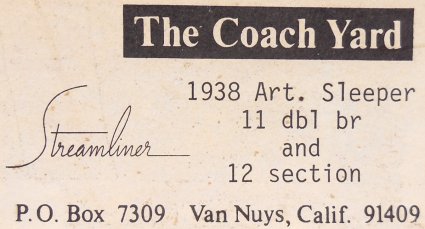 The Coach Yard
1938 Art. Sleeper
11 dbl br
Streamliner
and
12 section
P.O. Box 7309 Van Nuys, Calif. 91409